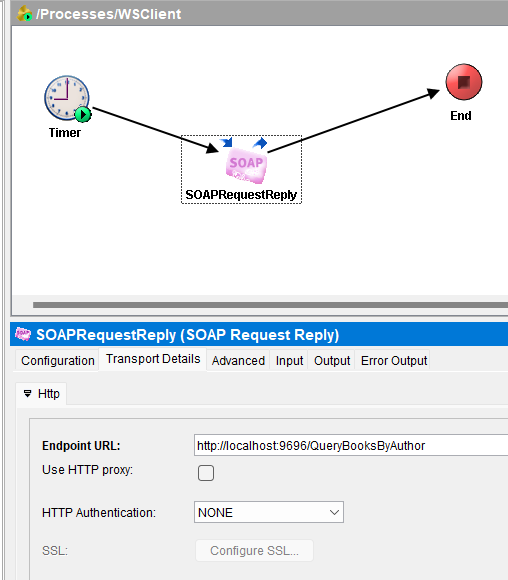 /Processes/WSClient
Timer
SOAP
SOAPRequestReply
End
SOAPRequestReply (SOAP Request Reply)
Configuration Transport Details Advanced Input Output Error Output
Http
Endpoint URL: http://localhost:9696/QueryBooksByAuthor
Use HTTP proxy:
HTTP Authentication: NONE
SSL: Configure SSL...